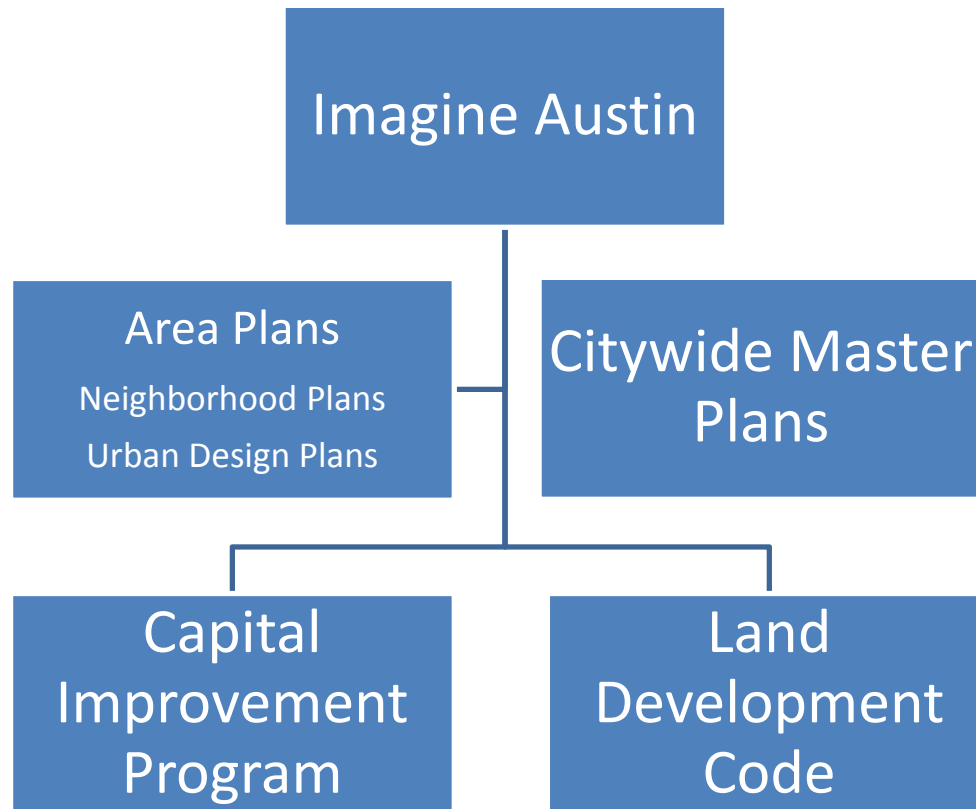 Imagine Austin
Area Plans
Neighborhood Plans
Urban Design Plans
Citywide Master
Plans
Capital
Improvement
Program
Land
Development
Code